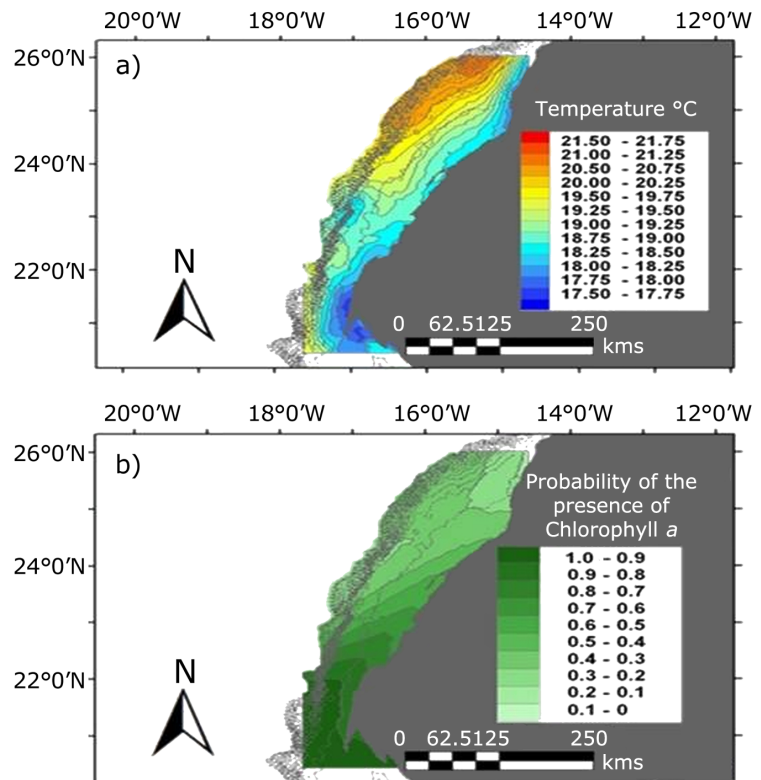 20°0'W 18°0'W 16°0'W 14°0'W 12°0'W
26°0'N
a)
Temperature °C
21.50 - 21.75
21.00 - 21.25
20.50 - 20.75
20.00 - 20.25
19.50 - 19.75
19.25 - 19.50
19.00 - 19.25
18.75 - 19.00
18.25 - 18.50
18.00 - 18.25
17.75 - 18.00
17.50 - 17.75
24°0'N
22°0'N
N
0 62.5125 250
kms
20°0'W 18°0'W 16°0'W 14°0'W 12°0'W
26°0'N
b)
Probability of the
presence of
Chlorophyll a
1.0 - 0.9
0.9 - 0.8
0.8 - 0.7
0.7 - 0.6
0.6 - 0.5
0.5 - 0.4
0.4 - 0.3
0.3 - 0.2
0.2 - 0.1
0.1 - 0
24°0'N
22°0'N
N
0 62.5125 250
kms